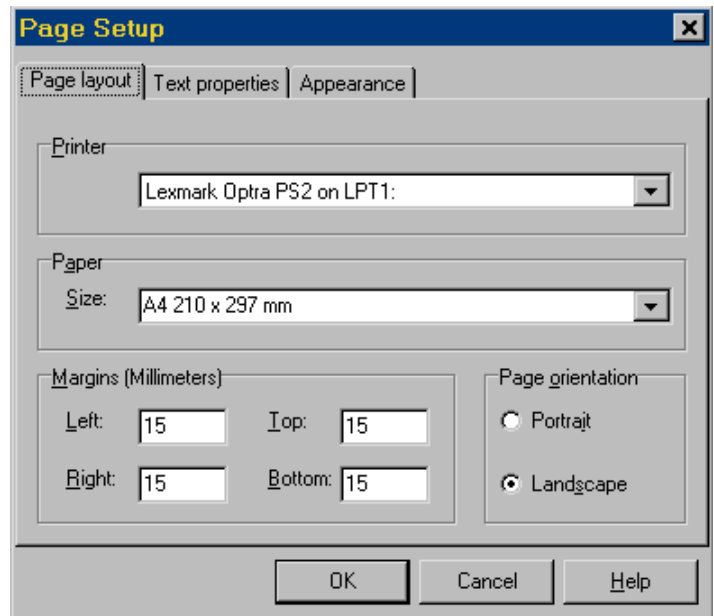 Page Setup
Page layout Text properties Appearance
Printer
Lexmark Optra PS2 on LPT1:
Paper
Size: A4 210 x 297 mm
Margins (Millimeters) Page orientation
Left: 15 Top: 15 Portrait
Right: 15 Bottom: 15 Landscape
OK Cancel Help